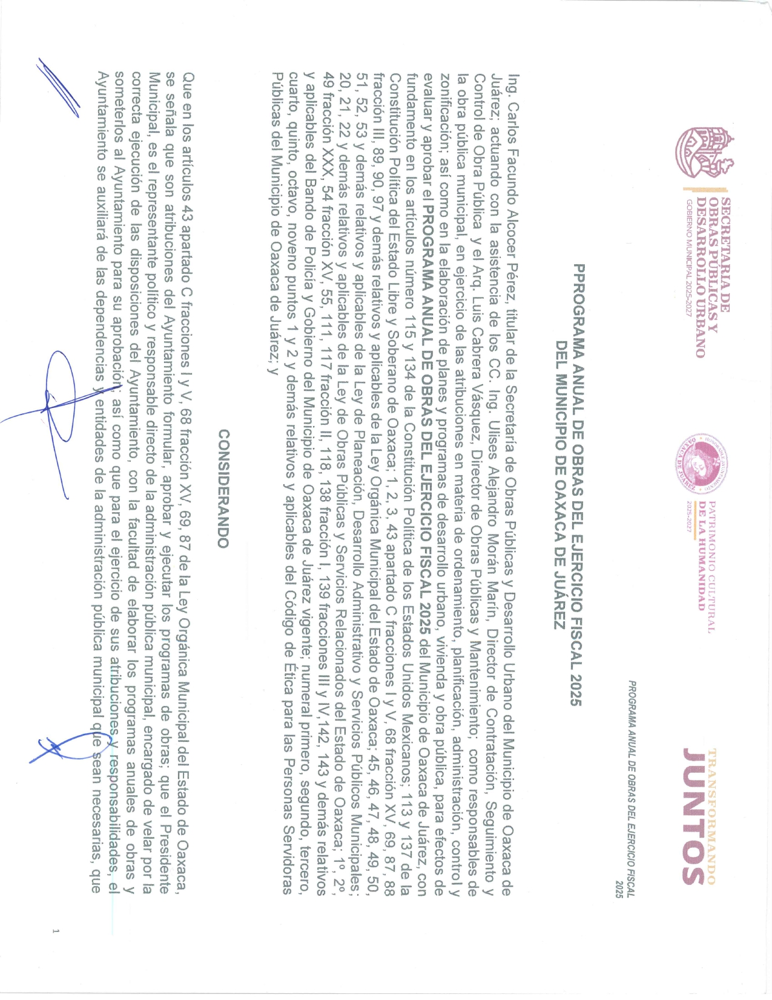 SECRETARÍA DE
OBRAS PÚBLICAS Y
DESARROLLO URBANO
GOBIERNO MUNICIPAL 2025-2027
HONORABLE AYUNTAMIENTO
OAXACA DE JUÁREZ
PATRIMONIO CULTURAL
DE LA HUMANIDAD
2025-2027
TRANSFORMANDO
JUNTOS
PROGRAMA ANUAL DE OBRAS DEL EJERCICIO FISCAL
2025
PPROGRAMA ANUAL DE OBRAS DEL EJERCICIO FISCAL 2025
DEL MUNICIPIO DE OAXACA DE JUÁREZ
Ing. Carlos Facundo Alcocer Pérez, titular de la Secretaría de Obras Públicas y Desarrollo Urbano del Municipio de Oaxaca de
Juárez; actuando con la asistencia de los CC. Ing. Ulises Alejandro Morán Marín, Director de Contratación, Seguimiento y
Control de Obra Pública y el Arq. Luis Cabrera Vásquez, Director de Obras Públicas y Mantenimiento; como responsables de
la obra pública municipal, en ejercicio de las atribuciones en materia de ordenamiento, planificación, administración, control y
zonificación; así como en la elaboración de planes y programas de desarrollo urbano, vivienda y obra pública, para efectos de
evaluar y aprobar el PROGRAMA ANUAL DE OBRAS DEL EJERCICIO FISCAL 2025 del Municipio de Oaxaca de Juárez, con
fundamento en los artículos número 115 y 134 de la Constitución Política de los Estados Unidos Mexicanos; 113 y 137 de la
Constitución Política del Estado Libre y Soberano de Oaxaca; 1, 2, 3, 43 apartado C fracciones I y V, 68 fracción XV, 69, 87, 88
fracción III, 89, 90, 97 y demás relativos y aplicables de la Ley Orgánica Municipal del Estado de Oaxaca; 45, 46, 47, 48, 49, 50,
51, 52, 53 y demás relativos y aplicables de la Ley de Planeación, Desarrollo Administrativo y Servicios Públicos Municipales;
20, 21, 22 y demás relativos y aplicables de la Ley de Obras Públicas y Servicios Relacionados del Estado de Oaxaca; 1º, 2º,
49 fracción XXX, 54 fracción XV, 55, 111, 117 fracción II, 118, 138 fracción I, 139 fracciones III y IV,142, 143 y demás relativos
y aplicables del Bando de Policía y Gobierno del Municipio de Oaxaca de Juárez vigente; numeral primero, segundo, tercero,
cuarto, quinto, octavo, noveno puntos 1 y 2 y demás relativos y aplicables del Código de Ética para las Personas Servidoras
Públicas del Municipio de Oaxaca de Juárez; y
CONSIDERANDO
Que en los artículos 43 apartado C fracciones I y V, 68 fracción XV, 69, 87 de la Ley Orgánica Municipal del Estado de Oaxaca,
se señala que son atribuciones del Ayuntamiento formular, aprobar y ejecutar los programas de obras; que el Presidente
Municipal, es el representante político y responsable directo de la administración pública municipal, encargado de velar por la
correcta ejecución de las disposiciones del Ayuntamiento, con la facultad de elaborar los programas anuales de obras y
someterlos al Ayuntamiento para su aprobación; así como que para el ejercicio de sus atribuciones y responsabilidades, el
Ayuntamiento se auxiliará de las dependencias y entidades de la administración pública municipal que sean necesarias, que
1